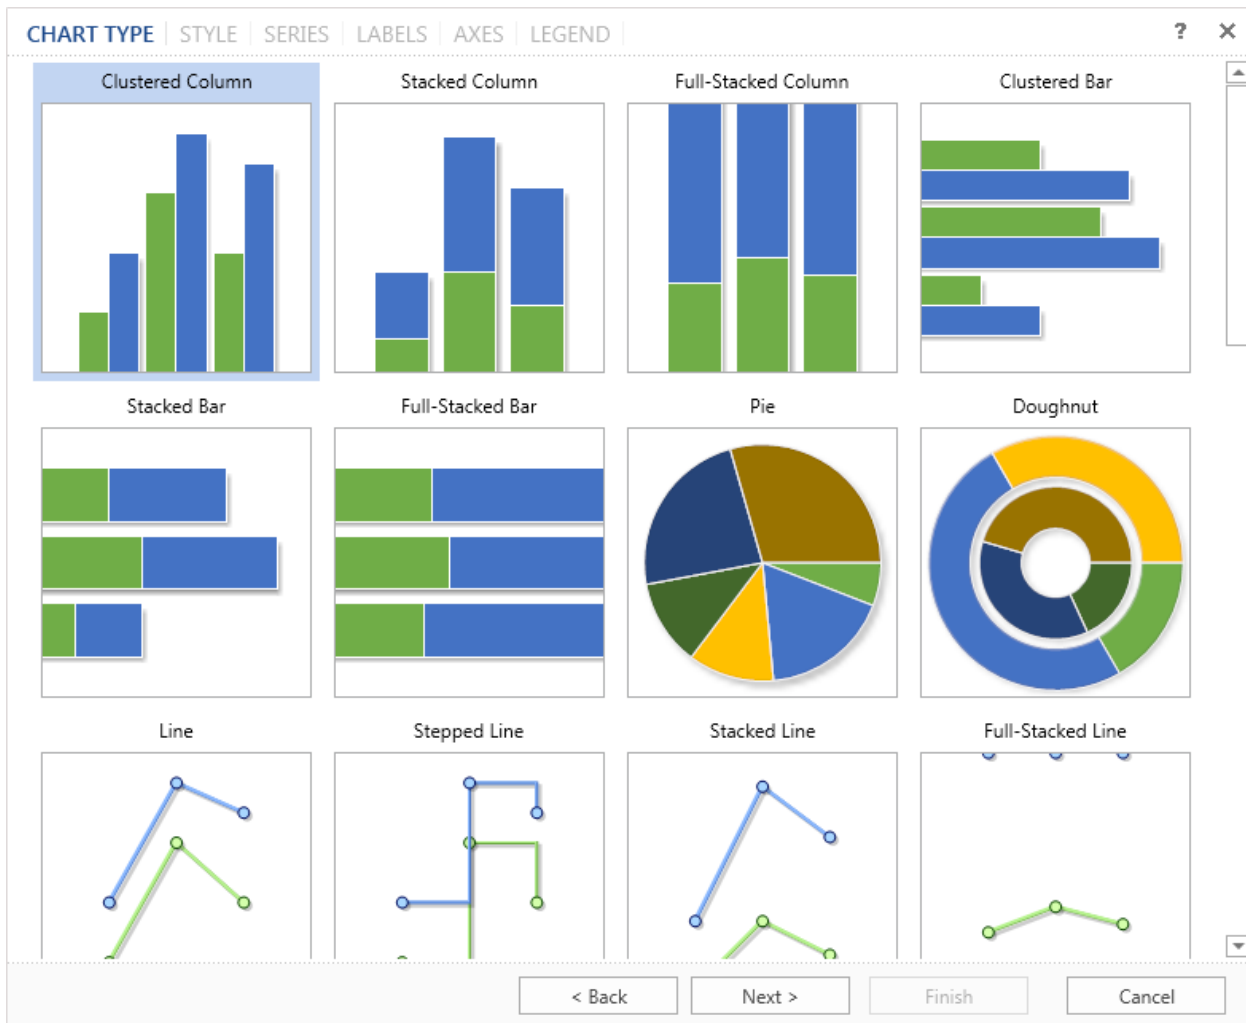 CHART TYPE STYLE SERIES LABELS AXES LEGEND ? ✕
Clustered Column Stacked Column Full-Stacked Column Clustered Bar
Stacked Bar Full-Stacked Bar Pie Doughnut
Line Stepped Line Stacked Line Full-Stacked Line
< Back Next > Finish Cancel